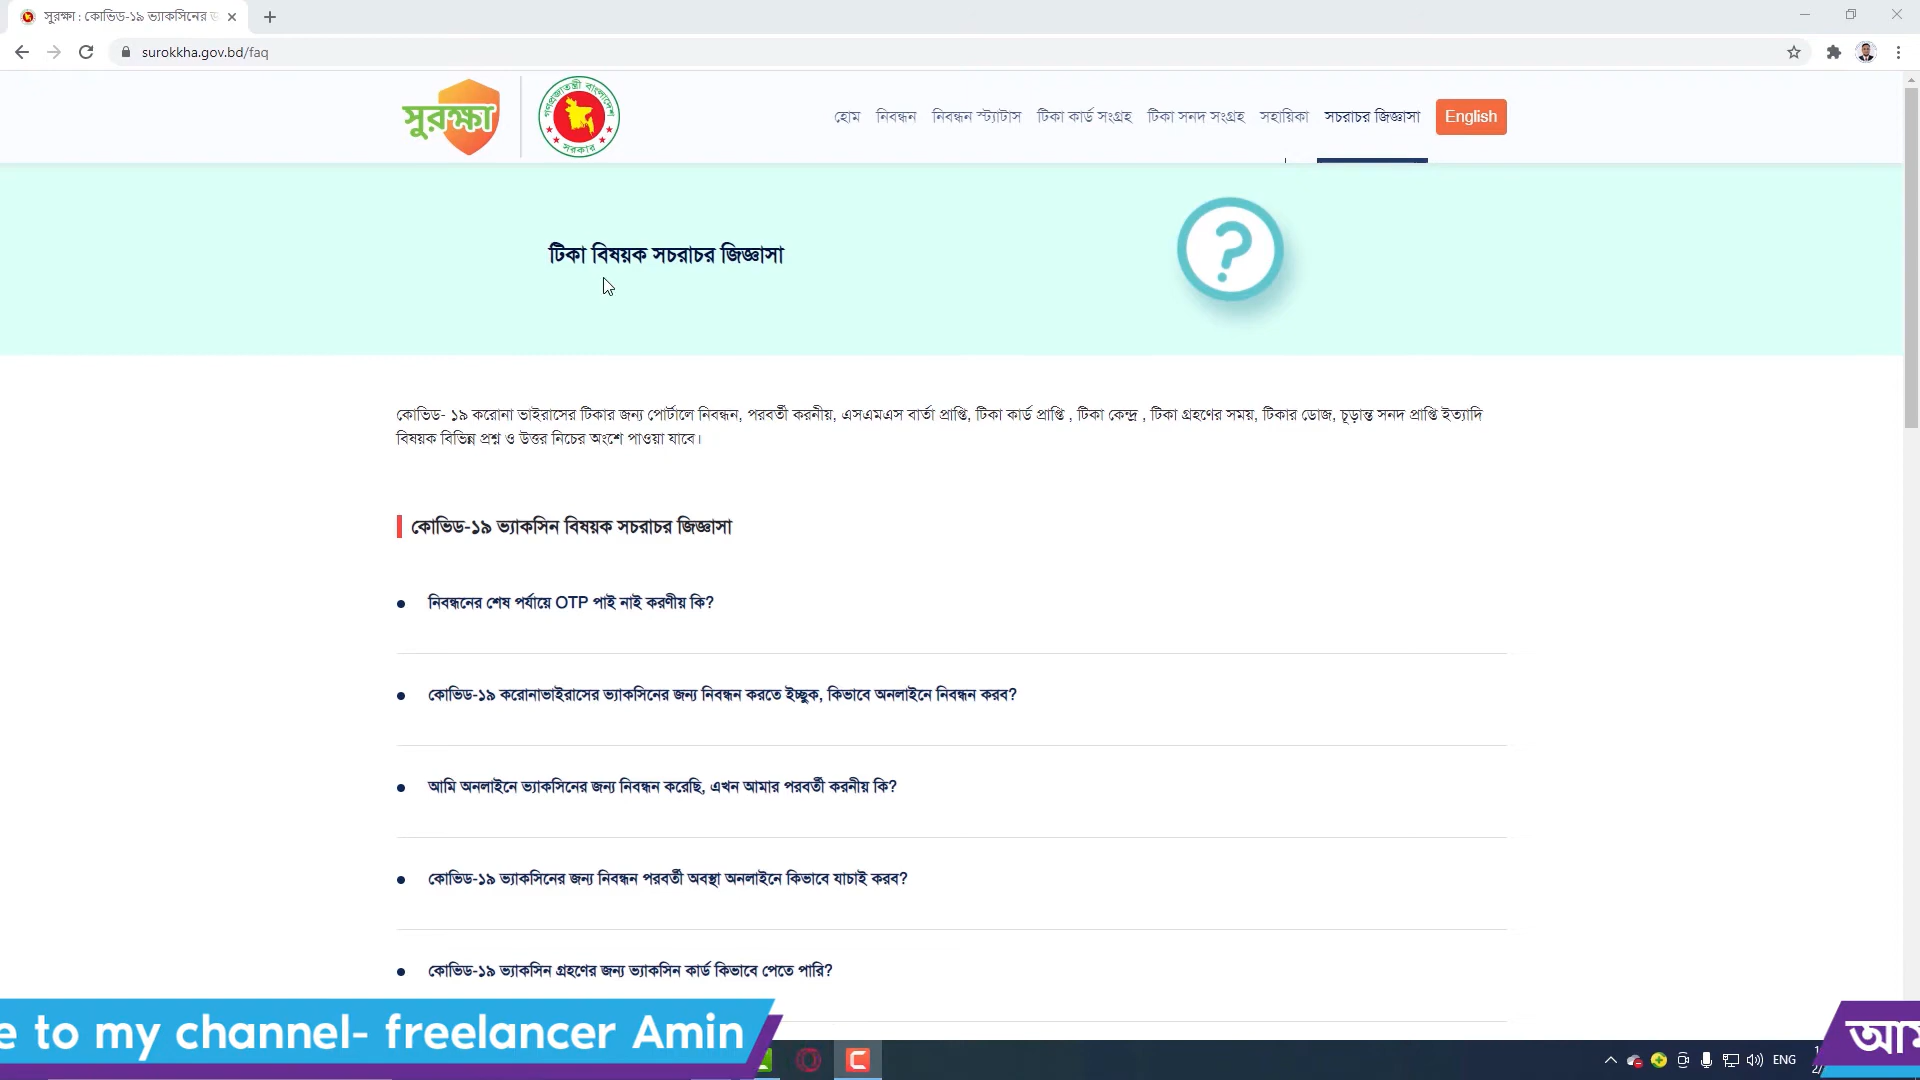 সুরক্ষা : কোভিড-১৯ ভ্যাকসিনের
surokkha.gov.bd/faq
সুরক্ষা
গণপ্রজাতন্ত্রী বাংলাদেশ
সরকার
হোম নিবন্ধন নিবন্ধন স্ট্যাটাস টিকা কার্ড সংগ্রহ টিকা সনদ সংগ্রহ সহায়িকা সচরাচর জিজ্ঞাসা English
টিকা বিষয়ক সচরাচর জিজ্ঞাসা
কোভিড- ১৯ করোনা ভাইরাসের টিকার জন্য পোর্টালে নিবন্ধন, পরবর্তী করনীয়, এসএমএস বার্তা প্রাপ্তি, টিকা কার্ড প্রাপ্তি , টিকা কেন্দ্র , টিকা গ্রহণের সময়, টিকার ডোজ, চূড়ান্ত সনদ প্রাপ্তি ইত্যাদি
বিষয়ক বিভিন্ন প্রশ্ন ও উত্তর নিচের অংশে পাওয়া যাবে।
কোভিড-১৯ ভ্যাকসিন বিষয়ক সচরাচর জিজ্ঞাসা
নিবন্ধনের শেষ পর্যায়ে OTP পাই নাই করণীয় কি?
কোভিড-১৯ করোনাভাইরাসের ভ্যাকসিনের জন্য নিবন্ধন করতে ইচ্ছুক, কিভাবে অনলাইনে নিবন্ধন করব?
আমি অনলাইনে ভ্যাকসিনের জন্য নিবন্ধন করেছি, এখন আমার পরবর্তী করনীয় কি?
কোভিড-১৯ ভ্যাকসিনের জন্য নিবন্ধন পরবর্তী অবস্থা অনলাইনে কিভাবে যাচাই করব?
কোভিড-১৯ ভ্যাকসিন গ্রহণের জন্য ভ্যাকসিন কার্ড কিভাবে পেতে পারি?
e to my channel- freelancer Amin
ENG